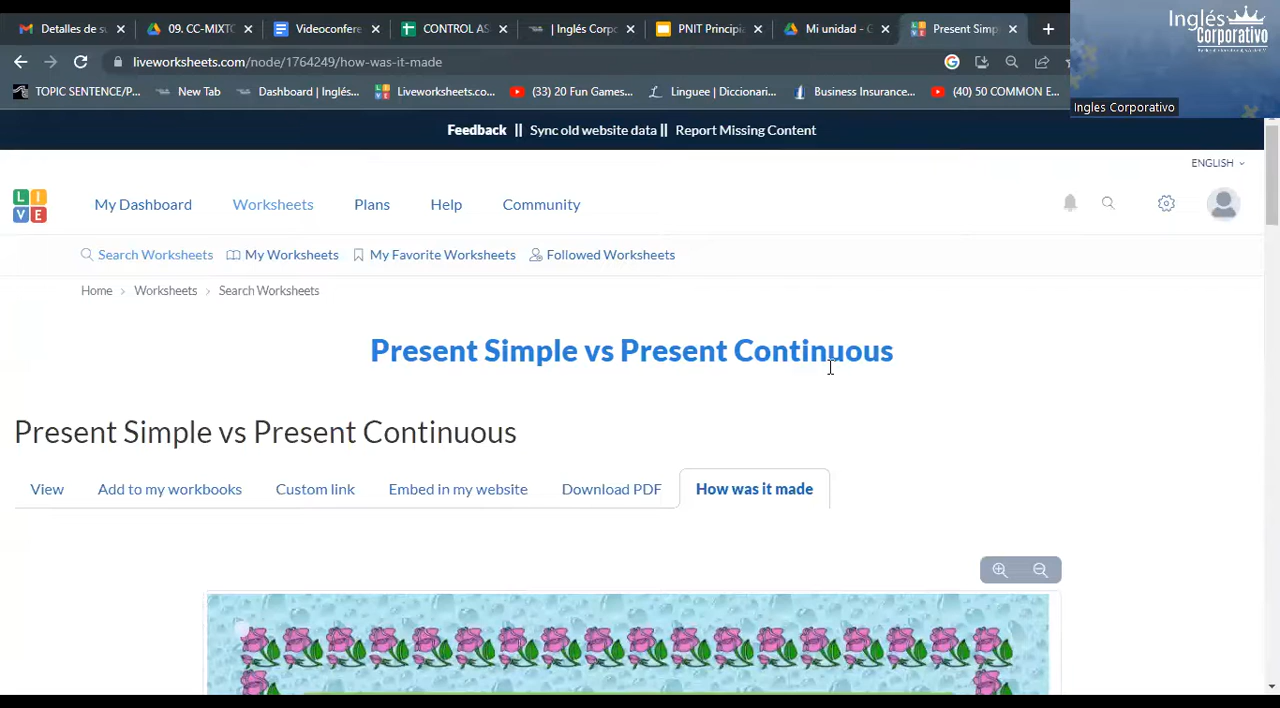 Detalles de su
09. CC-MIXTO
Videoconfere
CONTROL AS
| Inglés Corpo
PNIT Principia
Mi unidad - G
Present Simp
Inglés
Corporativo
liveworksheets.com/node/1764249/how-was-it-made
TOPIC SENTENCE/P...
New Tab
Dashboard | Inglés...
Liveworksheets.co...
(33) 20 Fun Games...
Linguee | Diccionari...
Business Insurance...
(40) 50 COMMON E...
Ingles Corporativo
Feedback || Sync old website data || Report Missing Content
ENGLISH
LIVE
My Dashboard Worksheets Plans Help Community
Search Worksheets My Worksheets My Favorite Worksheets Followed Worksheets
Home > Worksheets > Search Worksheets
Present Simple vs Present Continuous
Present Simple vs Present Continuous
View Add to my workbooks Custom link Embed in my website Download PDF How was it made